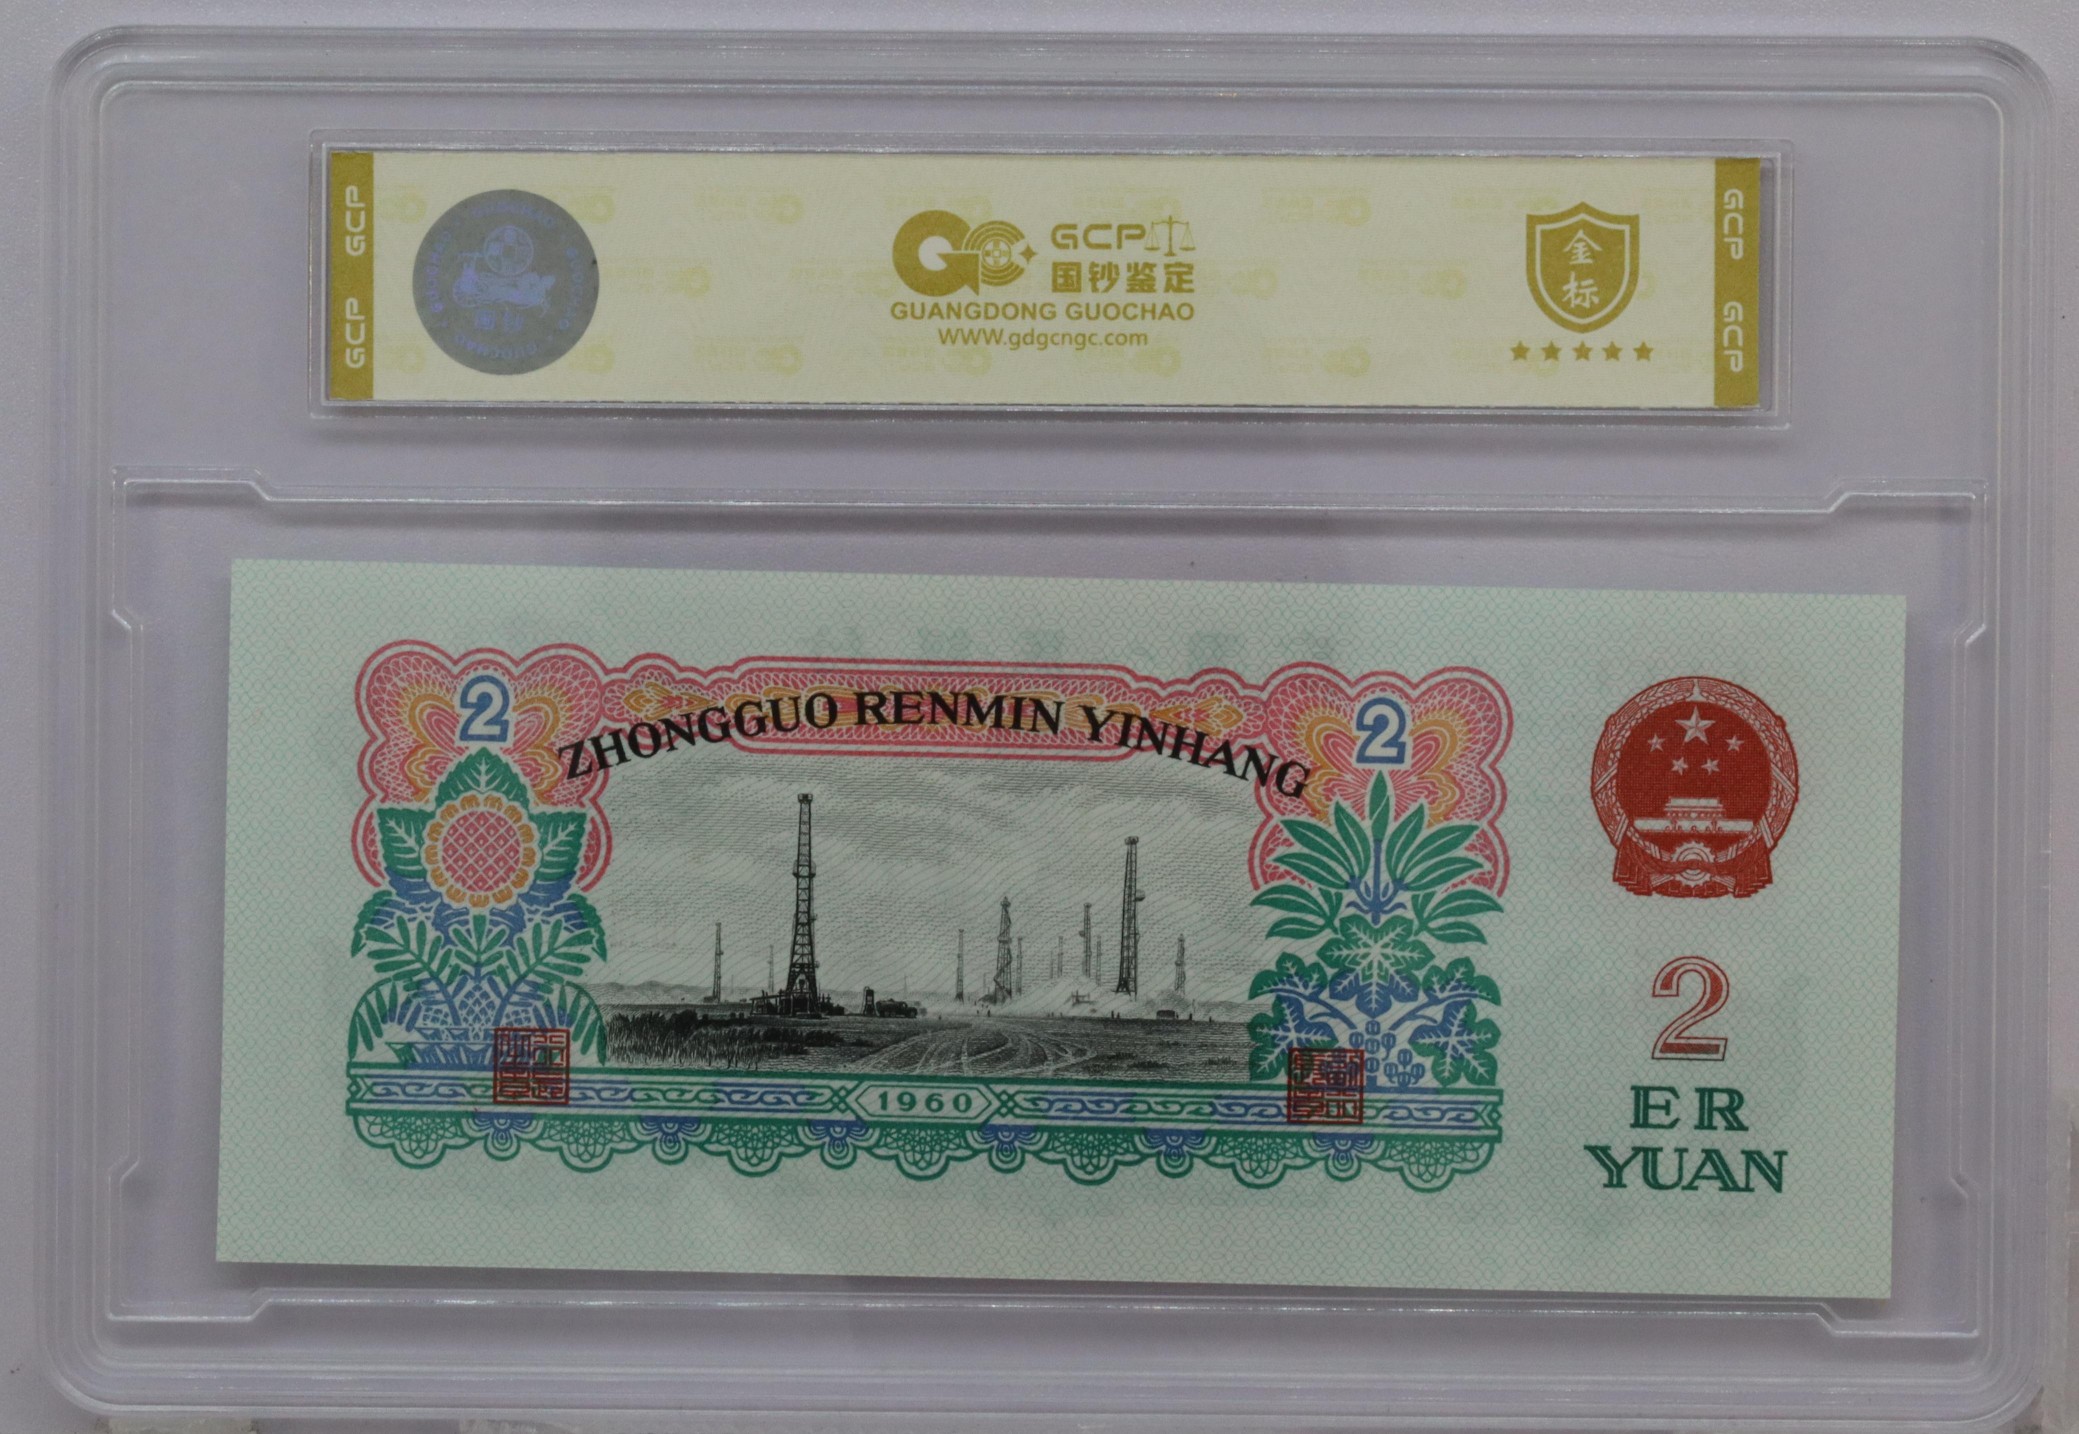 GCP
GCP
GCP
国钞鉴定
GUANGDONG GUOCHAO
WWW.gdgcngc.com
金标
GCP
GCP
2
ZHONGGUO RENMIN YINHANG
2
1960
2
ER
YUAN